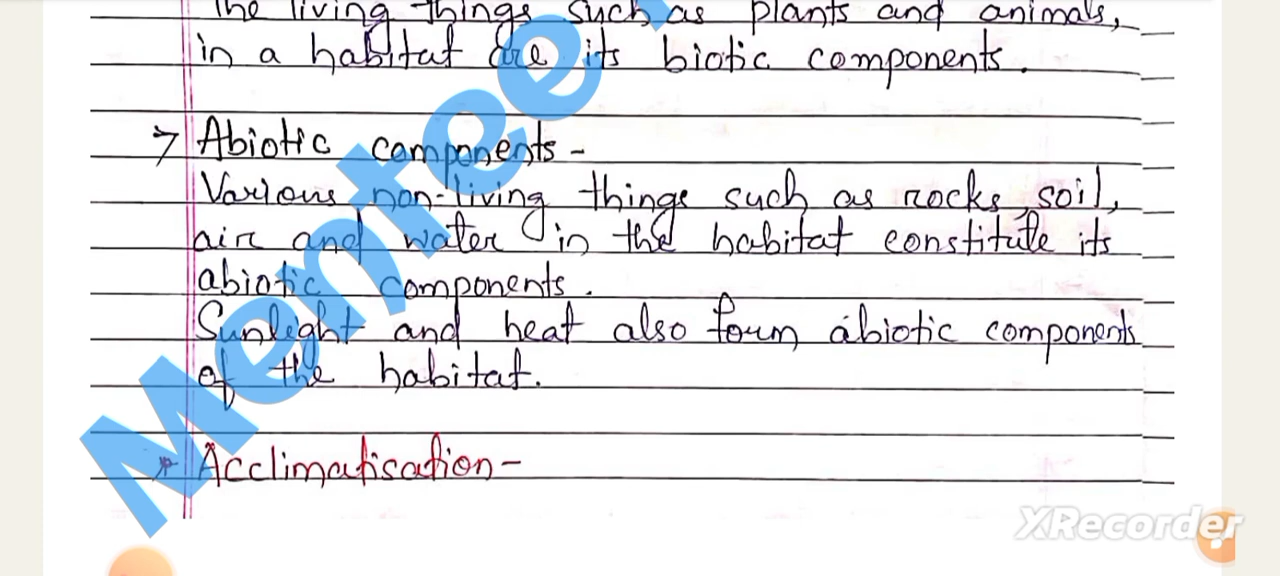 The living things such as plants and animals,
in a habitat are its biotic components.
> Abiotic components -
Various non-living things such as rocks, soil,
air and water in the habitat constitute its
abiotic components.
Sunleght and heat also form abiotic components
of the habitat.
Acclimatisation -
Mentee
XRecorder